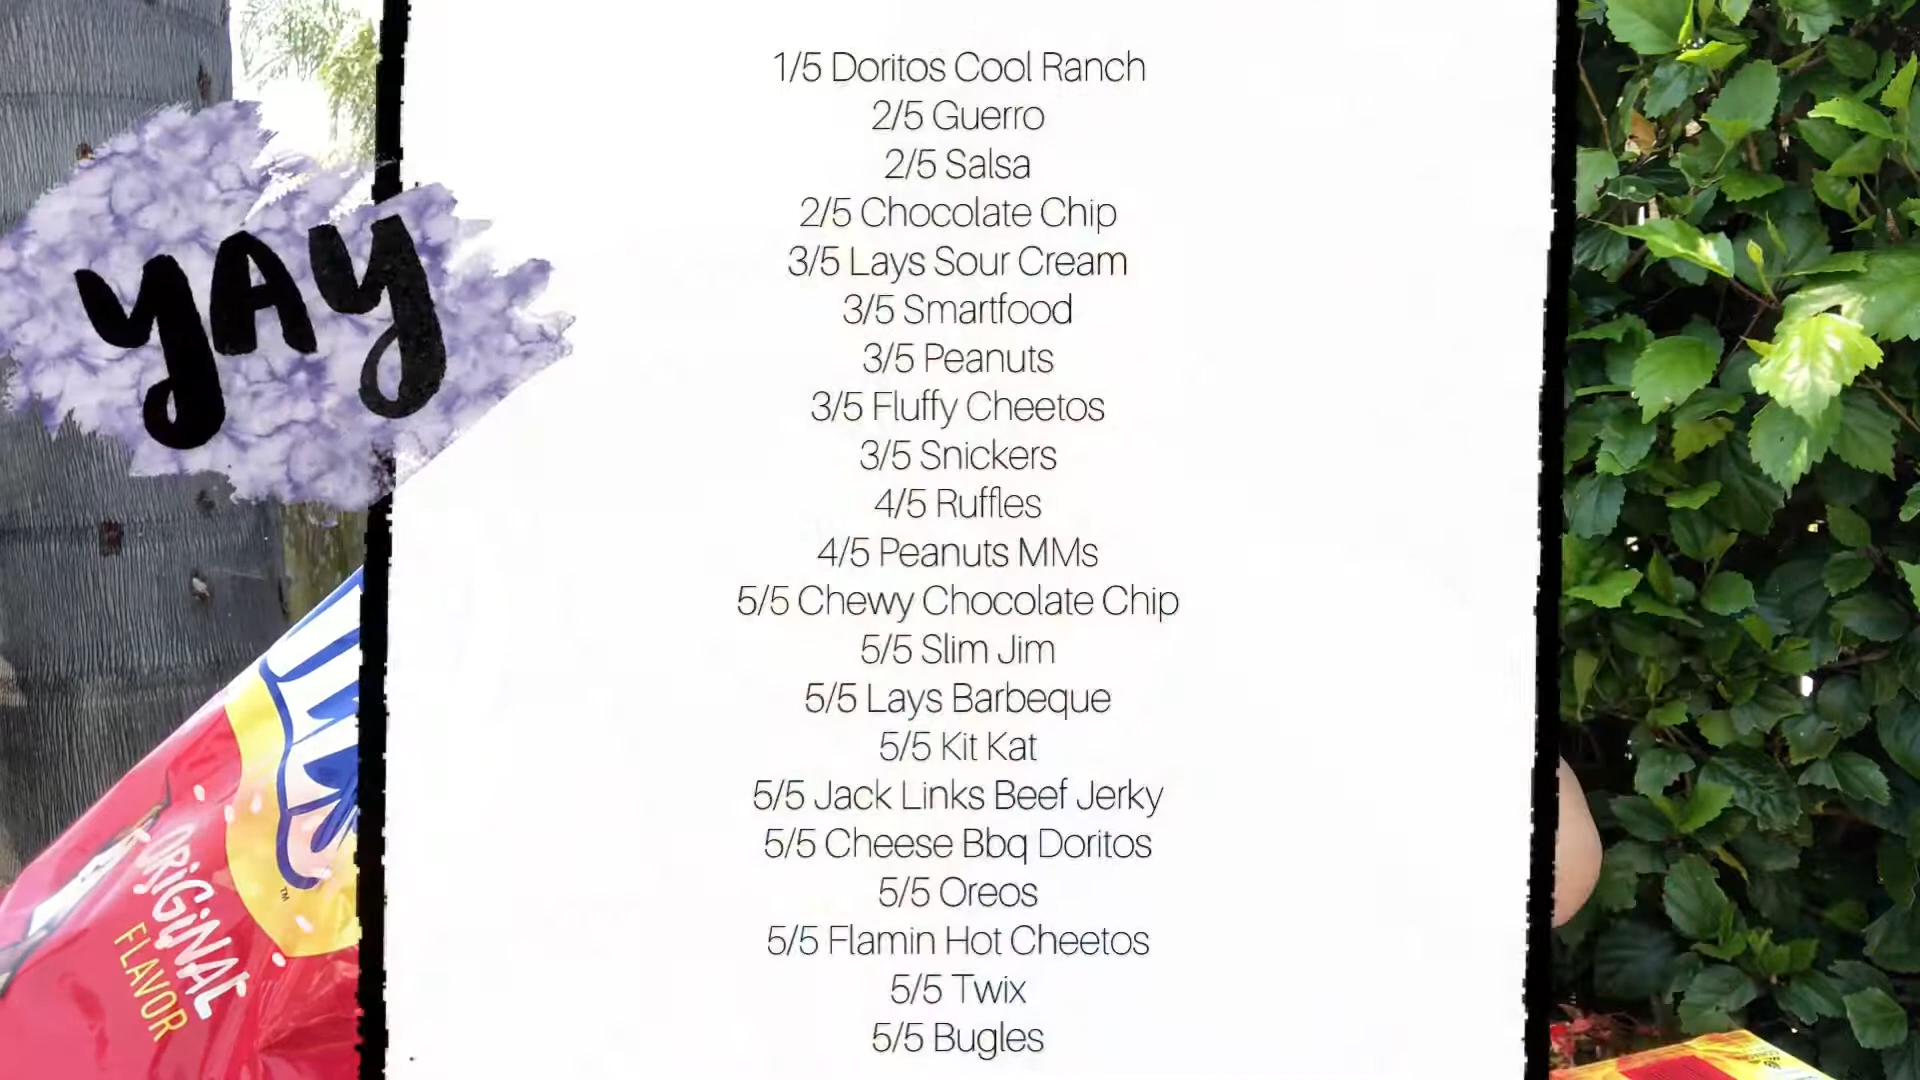 1/5 Doritos Cool Ranch
2/5 Guerro
2/5 Salsa
2/5 Chocolate Chip
3/5 Lays Sour Cream
3/5 Smartfood
3/5 Peanuts
3/5 Fluffy Cheetos
3/5 Snickers
4/5 Ruffles
4/5 Peanuts MMs
5/5 Chewy Chocolate Chip
5/5 Slim Jim
5/5 Lays Barbeque
5/5 Kit Kat
5/5 Jack Links Beef Jerky
5/5 Cheese Bbq Doritos
5/5 Oreos
5/5 Flamin Hot Cheetos
5/5 Twix
5/5 Bugles
YAY
ORIGINAL
FLAVOR